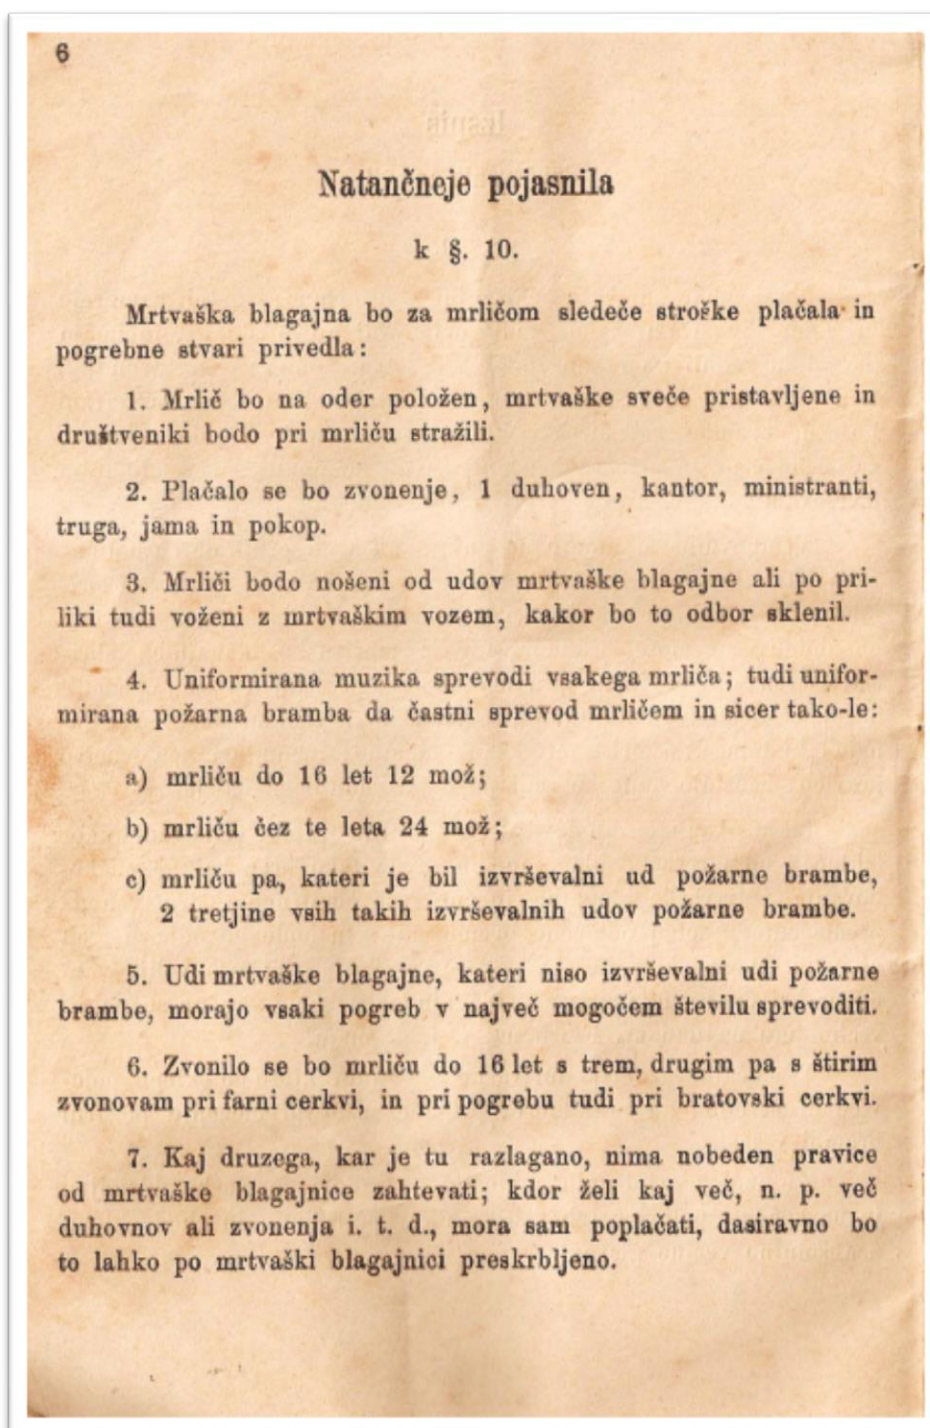 6
Natančneje pojasnila
k §. 10.
Mrtvaška blagajna bo za mrličom sledeče stroške plačala in
pogrebne stvari privedla:
1. Mrlič bo na oder položen, mrtvaške sveče pristavljene in
društveniki bodo pri mrliču stražili.
2. Plačalo se bo zvonenje, 1 duhoven, kantor, ministranti,
truga, jama in pokop.
3. Mrliči bodo nošeni od udov mrtvaške blagajne ali po pri-
liki tudi voženi z mrtvaškim vozem, kakor bo to odbor sklenil.
4. Uniformirana muzika sprevodi vsakega mrliča; tudi unifor-
mirana požarna bramba da častni sprevod mrličem in sicer tako-le:
a) mrliču do 16 let 12 mož;
b) mrliču čez te leta 24 mož;
c) mrliču pa, kateri je bil izvrševalni ud požarne brambe,
2 tretjine vsih takih izvrševalnih udov požarne brambe.
5. Udi mrtvaške blagajne, kateri niso izvrševalni udi požarne
brambe, morajo vsaki pogreb v največ mogočem številu sprevoditi.
6. Zvonilo se bo mrliču do 16 let s trem, drugim pa s štirim
zvonovam pri farni cerkvi, in pri pogrebu tudi pri bratovski cerkvi.
7. Kaj druzega, kar je tu razlagano, nima nobeden pravice
od mrtvaške blagajnice zahtevati; kdor želi kaj več, n. p. več
duhovnov ali zvonenja i. t. d., mora sam poplačati, dasiravno bo
to lahko po mrtvaški blagajnici preskrbljeno.